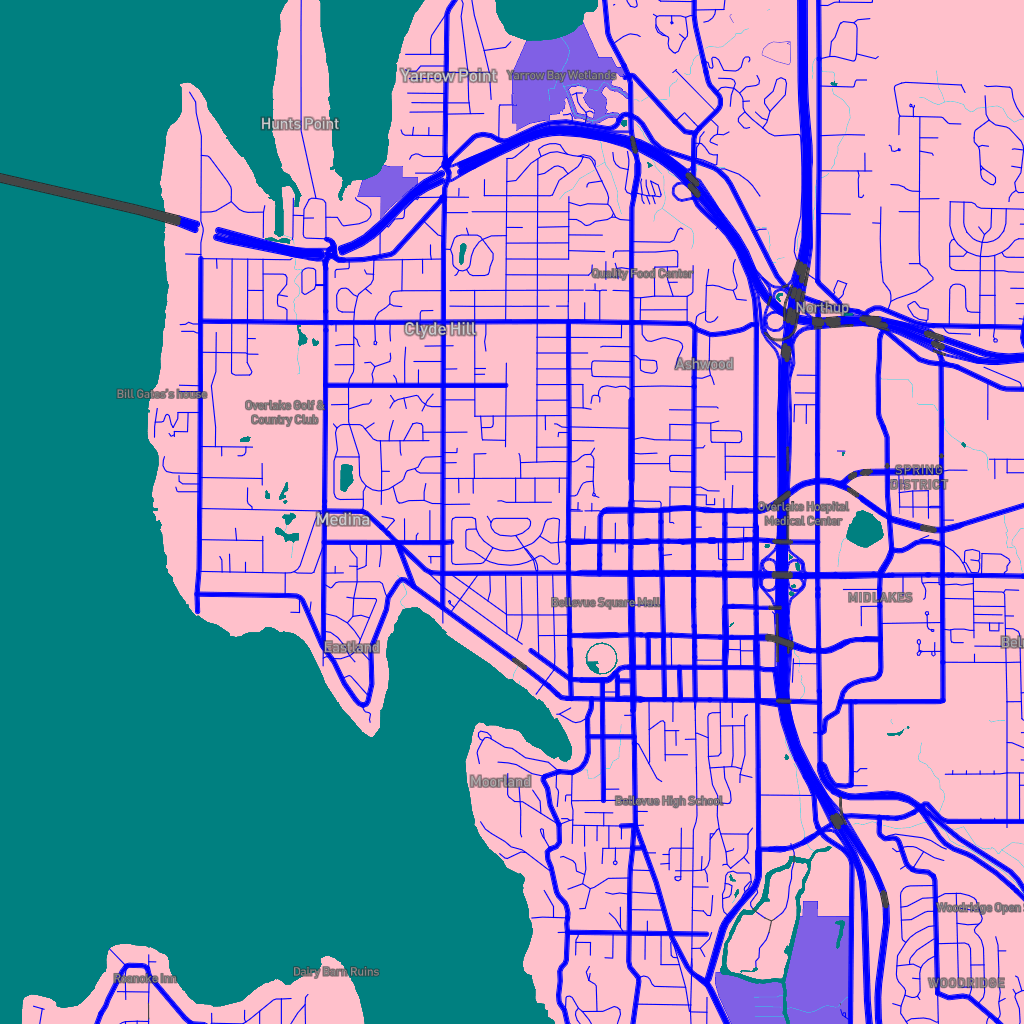 Yarrow Point
Yarrow Bay Wetlands
Hunts Point
Quality Food Center
Northup
Clyde Hill
Ashwood
Bill Gates's house
Overlake Golf &
Country Club
SPRING
DISTRICT
Overlake Hospital
Medical Center
Medina
MIDLAKES
Bellevue Square Mall
Eastland
Moorland
Bellevue High School
Woodridge Open
Roanoke Inn
Dairy Barn Ruins
WOODRIDGE